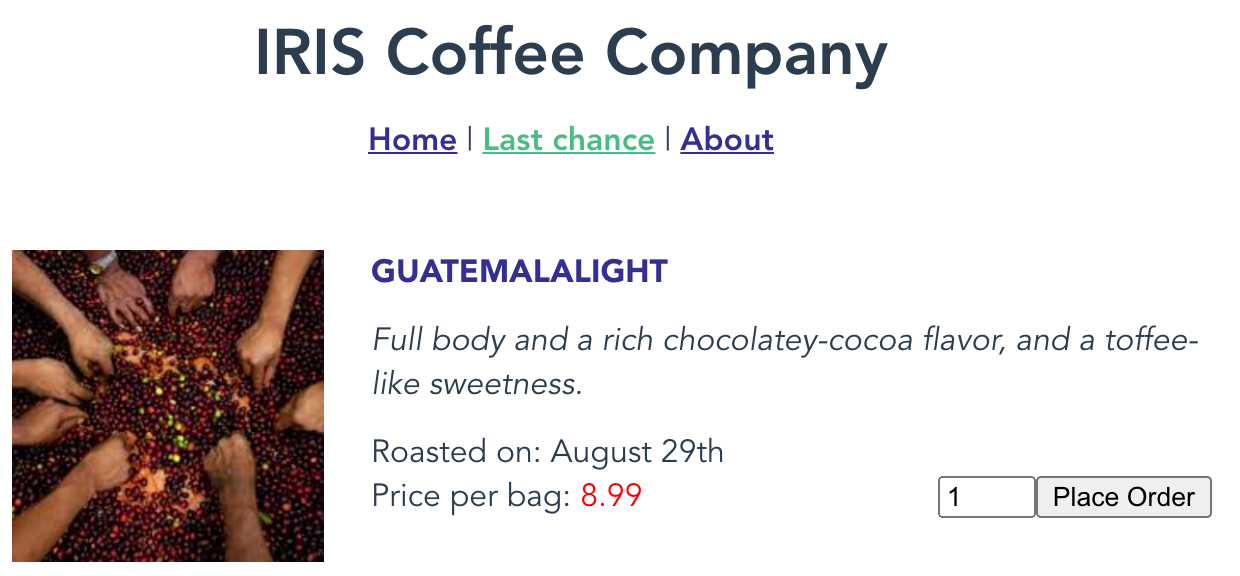 IRIS Coffee Company
Home | Last chance | About
GUATEMALALIGHT
Full body and a rich chocolatey-cocoa flavor, and a toffee-
like sweetness.
Roasted on: August 29th
Price per bag: 8.99
1 Place Order